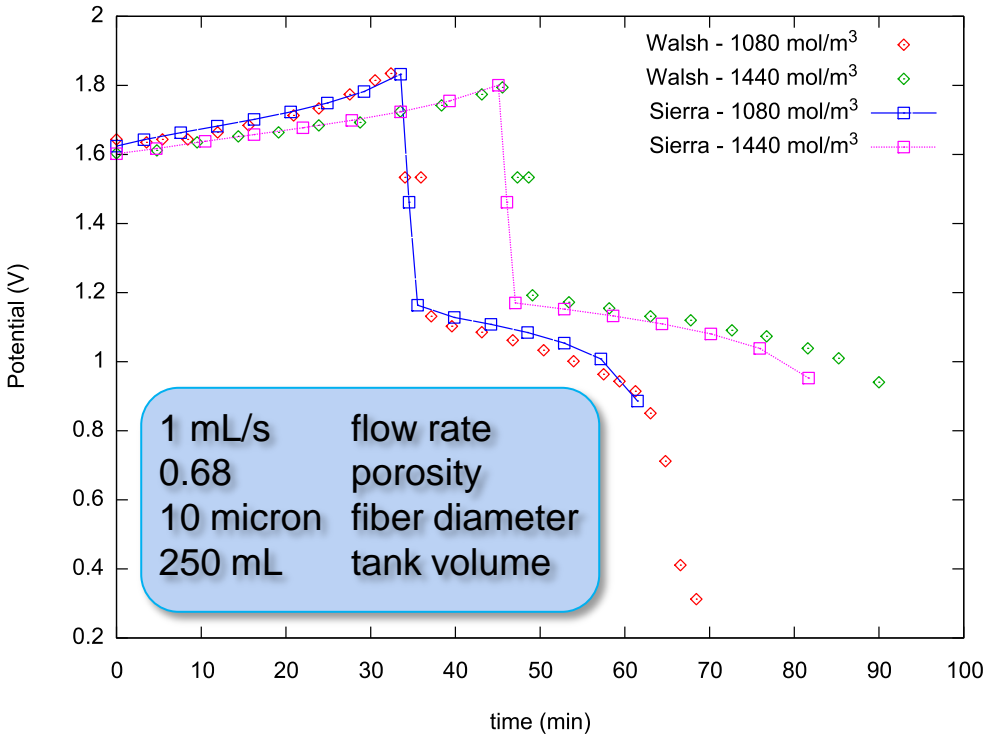 Walsh - 1080 mol/m³
Walsh - 1440 mol/m³
Sierra - 1080 mol/m³
Sierra - 1440 mol/m³
1.8
1.6
1.4
1.2
1
0.8
0.6
0.4
0.2
Potential (V)
1 mL/s flow rate
0.68 porosity
10 micron fiber diameter
250 mL tank volume
0 10 20 30 40 50 60 70 80 90 100
time (min)